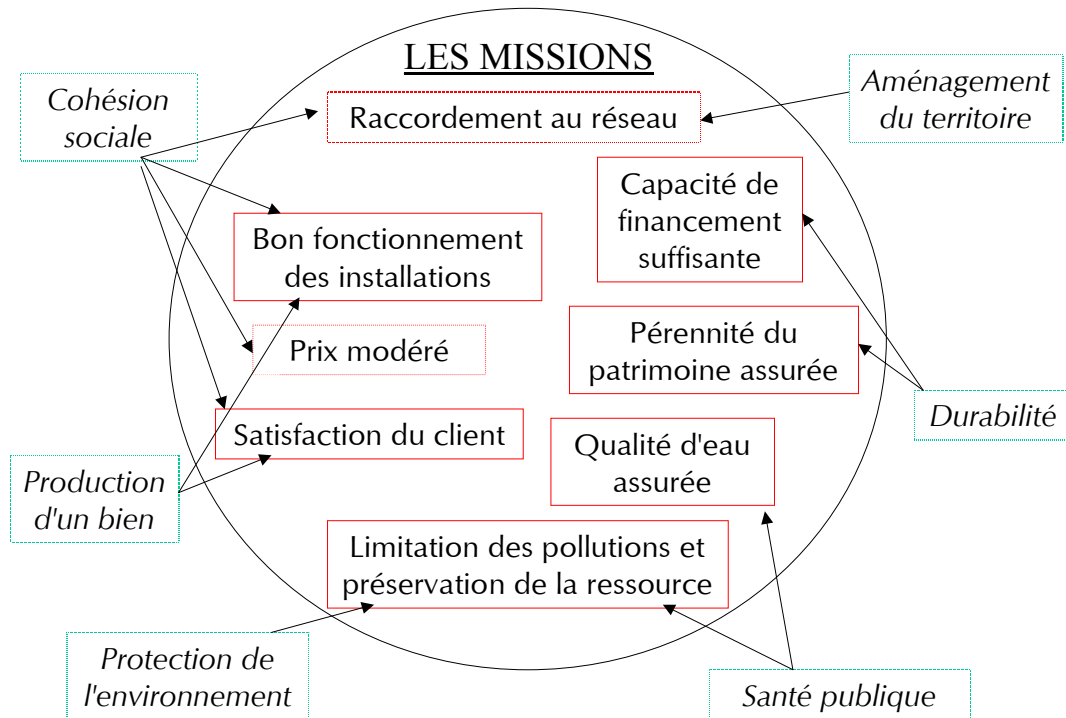 LES MISSIONS
Cohésion
sociale
Raccordement au réseau
Aménagement
du territoire
Capacité de
financement
suffisante
Bon fonctionnement
des installations
Prix modéré
Pérennité du
patrimoine assurée
Satisfaction du client
Durabilité
Qualité d'eau
assurée
Production
d'un bien
Limitation des pollutions et
préservation de la ressource
Protection de
l'environnement
Santé publique